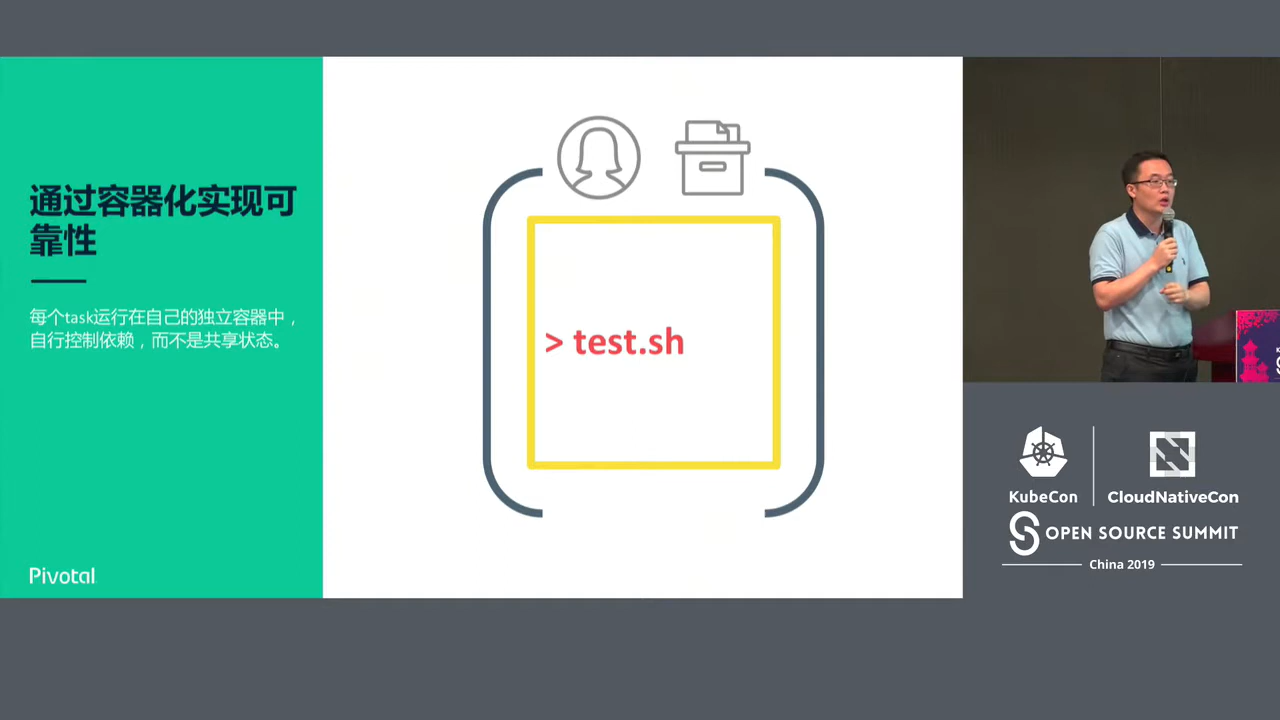 通过容器化实现可
靠性
每个task运行在自己的独立容器中，
自行控制依赖，而不是共享状态。
Pivotal
> test.sh
KubeCon
CloudNativeCon
OPEN SOURCE SUMMIT
China 2019